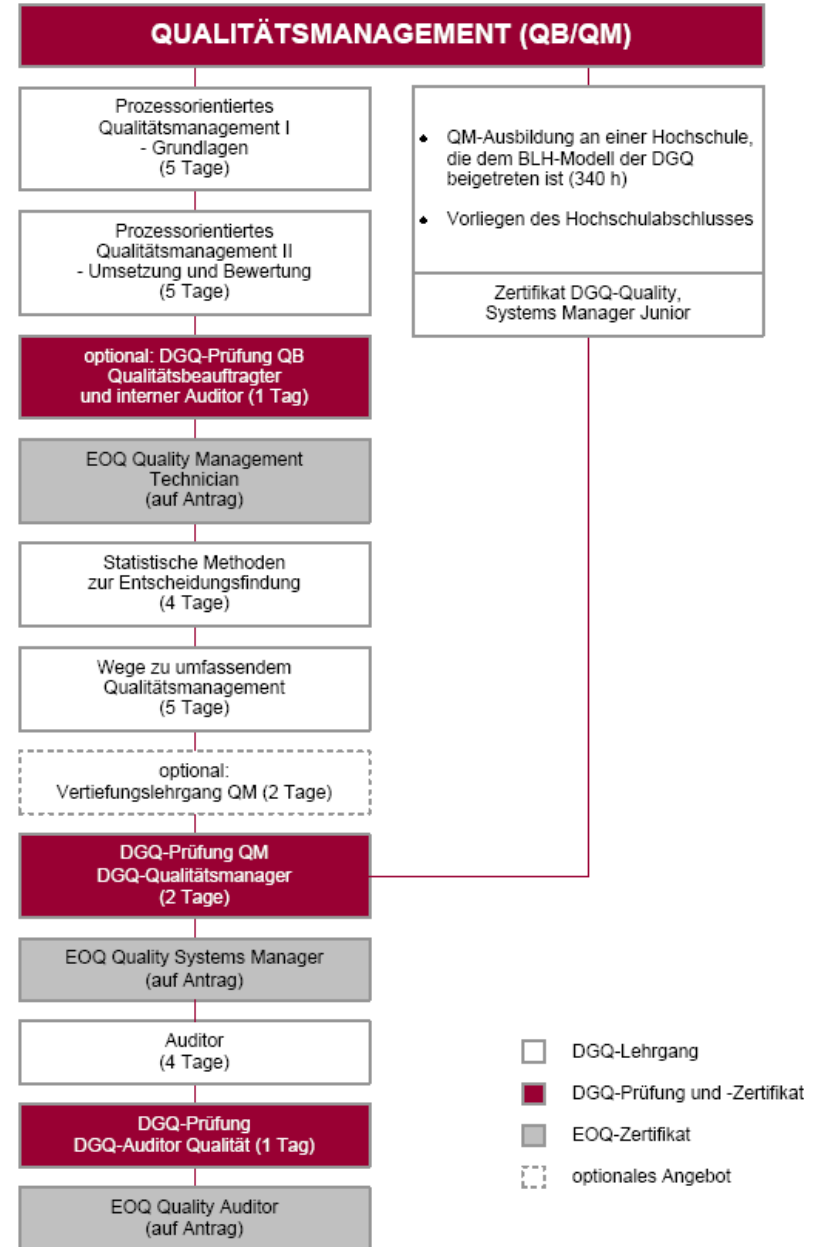 QUALITÄTSMANAGEMENT (QB/QM)
Prozessorientiertes
Qualitätsmanagement I
- Grundlagen
(5 Tage)
Prozessorientiertes
Qualitätsmanagement II
- Umsetzung und Bewertung
(5 Tage)
optional: DGQ-Prüfung QB
Qualitätsbeauftragter
und interner Auditor (1 Tag)
EOQ Quality Management
Technician
(auf Antrag)
Statistische Methoden
zur Entscheidungsfindung
(4 Tage)
Wege zu umfassendem
Qualitätsmanagement
(5 Tage)
optional:
Vertiefungslehrgang QM (2 Tage)
DGQ-Prüfung QM
DGQ-Qualitätsmanager
(2 Tage)
EOQ Quality Systems Manager
(auf Antrag)
Auditor
(4 Tage)
DGQ-Prüfung
DGQ-Auditor Qualität (1 Tag)
EOQ Quality Auditor
(auf Antrag)
• QM-Ausbildung an einer Hochschule,
die dem BLH-Modell der DGQ
beigetreten ist (340 h)
• Vorliegen des Hochschulabschlusses
Zertifikat DGQ-Quality,
Systems Manager Junior
DGQ-Lehrgang
DGQ-Prüfung und -Zertifikat
EOQ-Zertifikat
optionales Angebot